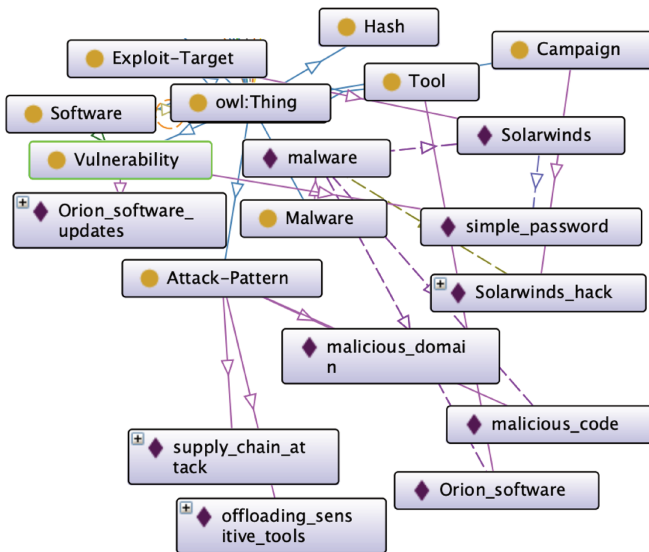 Hash
Exploit-Target
Campaign
Tool
owl:Thing
Software
Solarwinds
Vulnerability
malware
Orion_software_
updates
Malware
simple_password
Attack-Pattern
Solarwinds_hack
malicious_domai
n
malicious_code
supply_chain_at
tack
Orion_software
offloading_sens
itive_tools